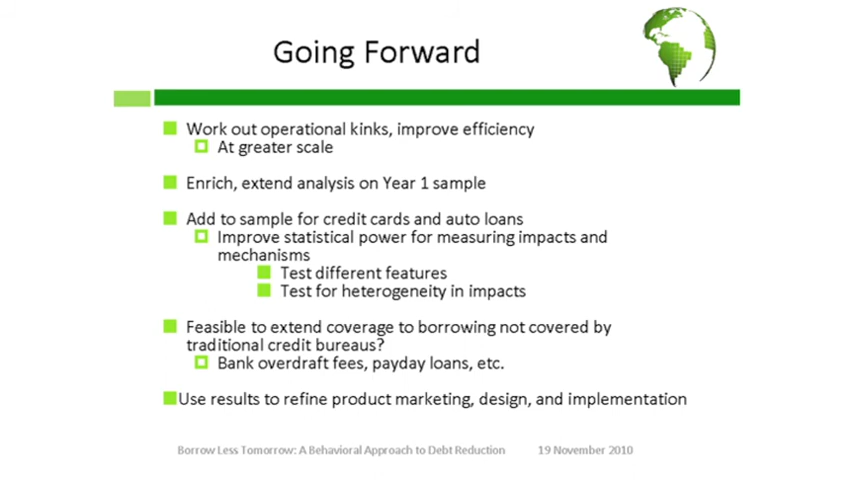 Going Forward
Work out operational kinks, improve efficiency
At greater scale
Enrich, extend analysis on Year 1 sample
Add to sample for credit cards and auto loans
Improve statistical power for measuring impacts and
mechanisms
Test different features
Test for heterogeneity in impacts
Feasible to extend coverage to borrowing not covered by
traditional credit bureaus?
Bank overdraft fees, payday loans, etc.
Use results to refine product marketing, design, and implementation
Borrow Less Tomorrow: A Behavioral Approach to Debt Reduction 19 November 2010